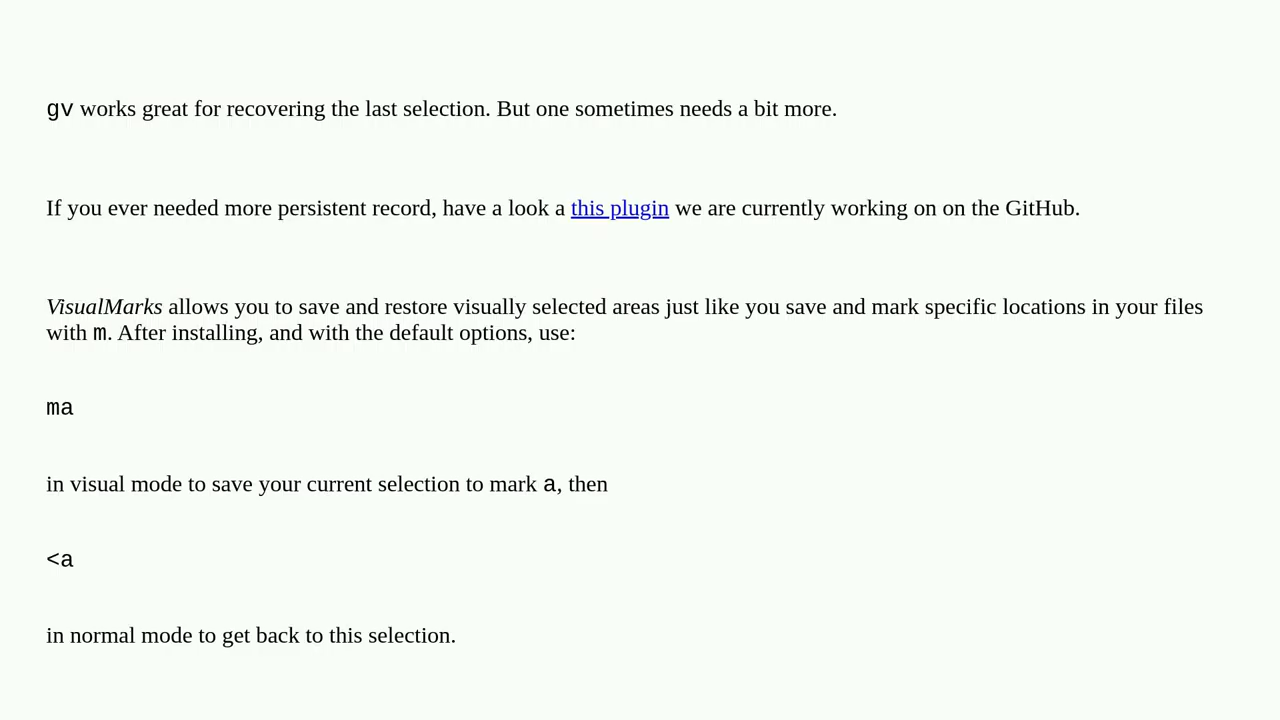 gv works great for recovering the last selection. But one sometimes needs a bit more.
If you ever needed more persistent record, have a look a this plugin we are currently working on on the GitHub.
VisualMarks allows you to save and restore visually selected areas just like you save and mark specific locations in your files
with m. After installing, and with the default options, use:
ma
in visual mode to save your current selection to mark a, then
<a
in normal mode to get back to this selection.